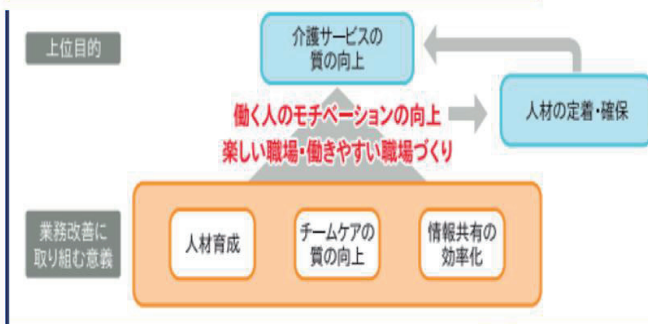 上位目的
介護サービスの
質の向上
働く人のモチベーションの向上
楽しい職場・働きやすい職場づくり
人材の定着・確保
業務改善に
取り組む意義
人材育成
チームケアの
質の向上
情報共有の
効率化